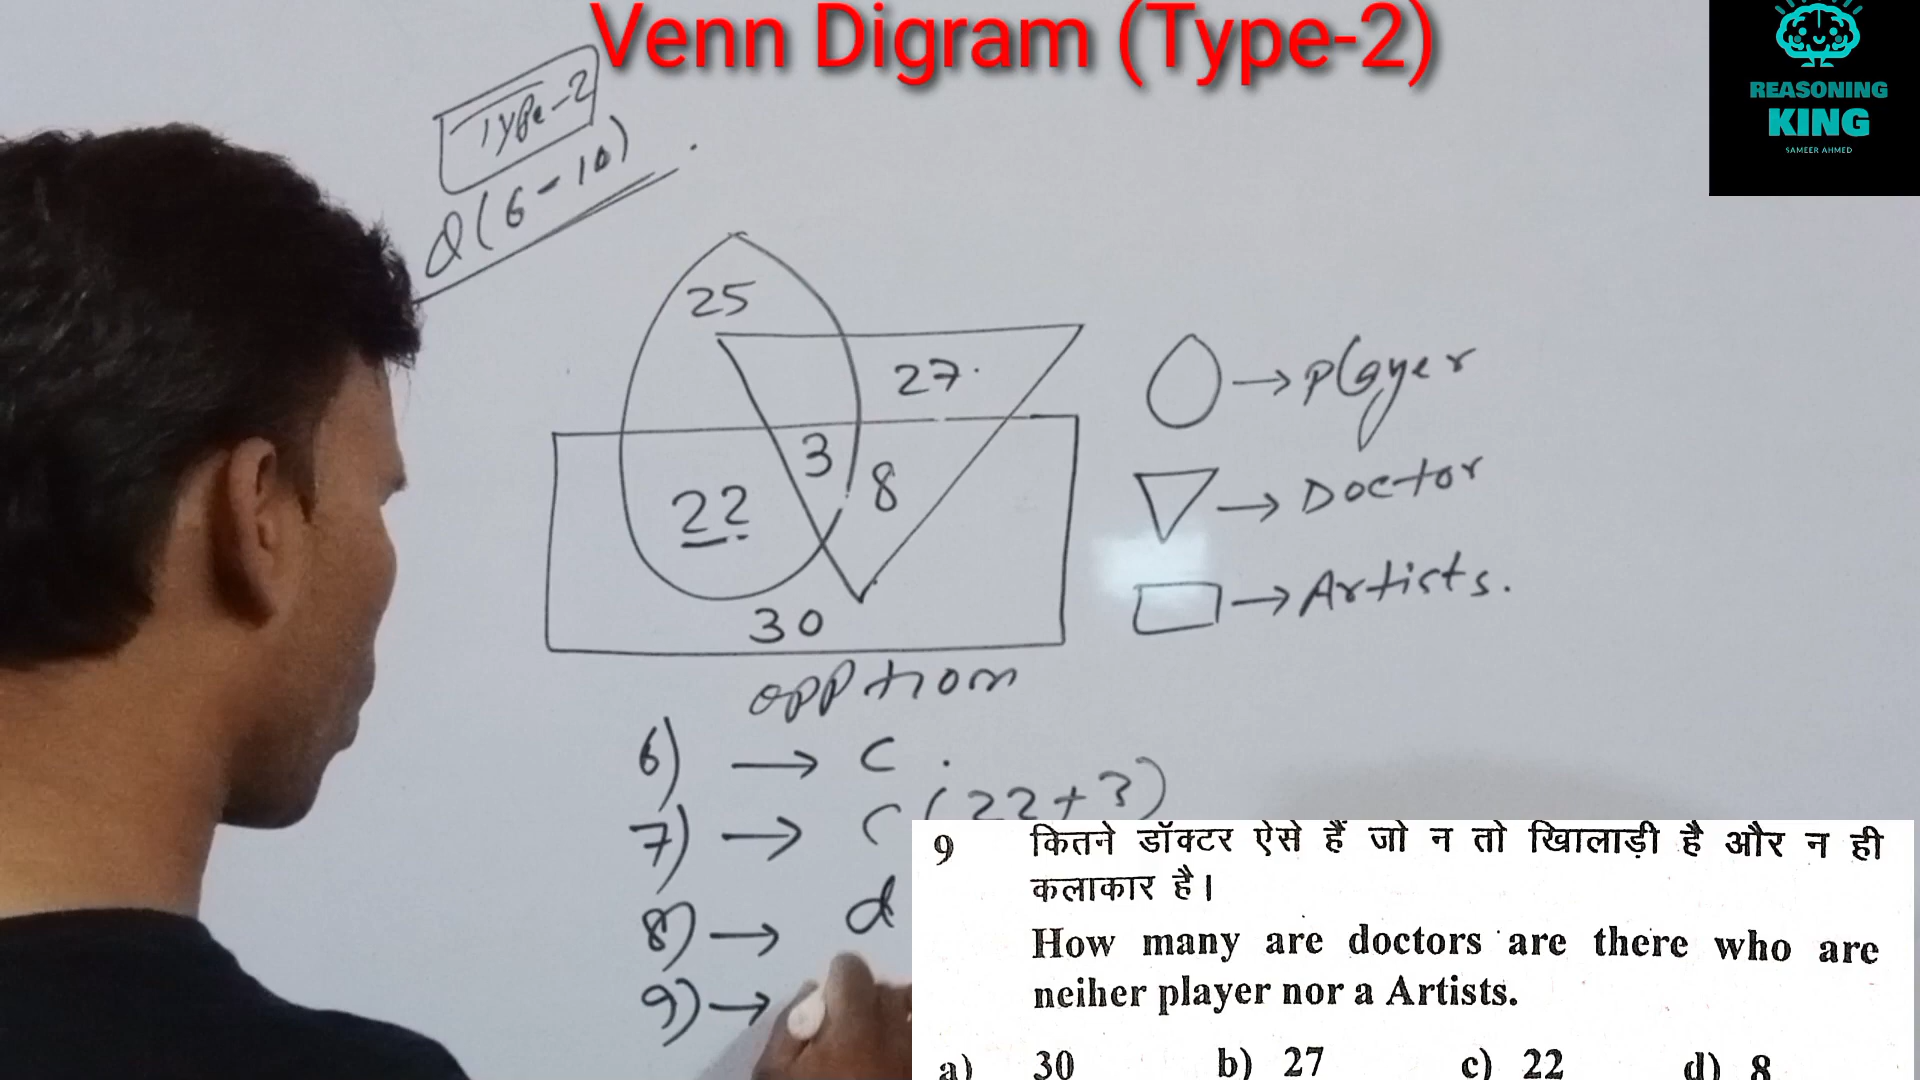 Venn Digram (Type-2)
REASONING
KING
SAMEER AHMED
Type-2
Q(6-10)
25
27.
3
22
8
30
→ Player
→ Doctor
→ Artists.
opption
6) → c.
7) → c (22+3)
8) → d
9) →
9 कितने डॉक्टर ऐसे हैं जो न तो खिालाड़ी है और न ही
कलाकार है।
How many are doctors are there who are
neiher player nor a Artists.
a) 30 b) 27 c) 22 d) 8